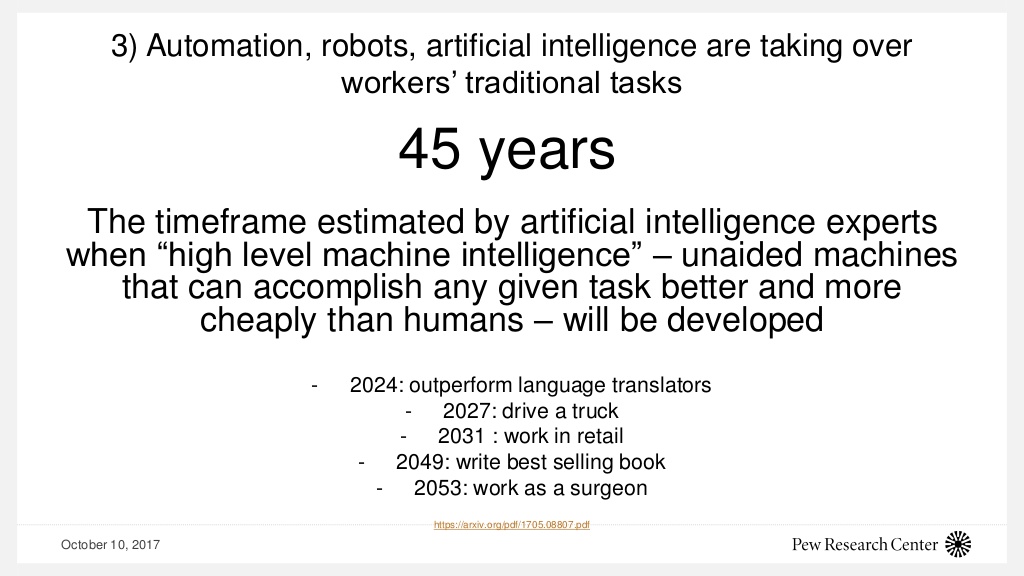 3) Automation, robots, artificial intelligence are taking over
workers’ traditional tasks
45 years
The timeframe estimated by artificial intelligence experts
when “high level machine intelligence” – unaided machines
that can accomplish any given task better and more
cheaply than humans – will be developed
- 2024: outperform language translators
- 2027: drive a truck
- 2031 : work in retail
- 2049: write best selling book
- 2053: work as a surgeon
https://arxiv.org/pdf/1705.08807.pdf
October 10, 2017
Pew Research Center